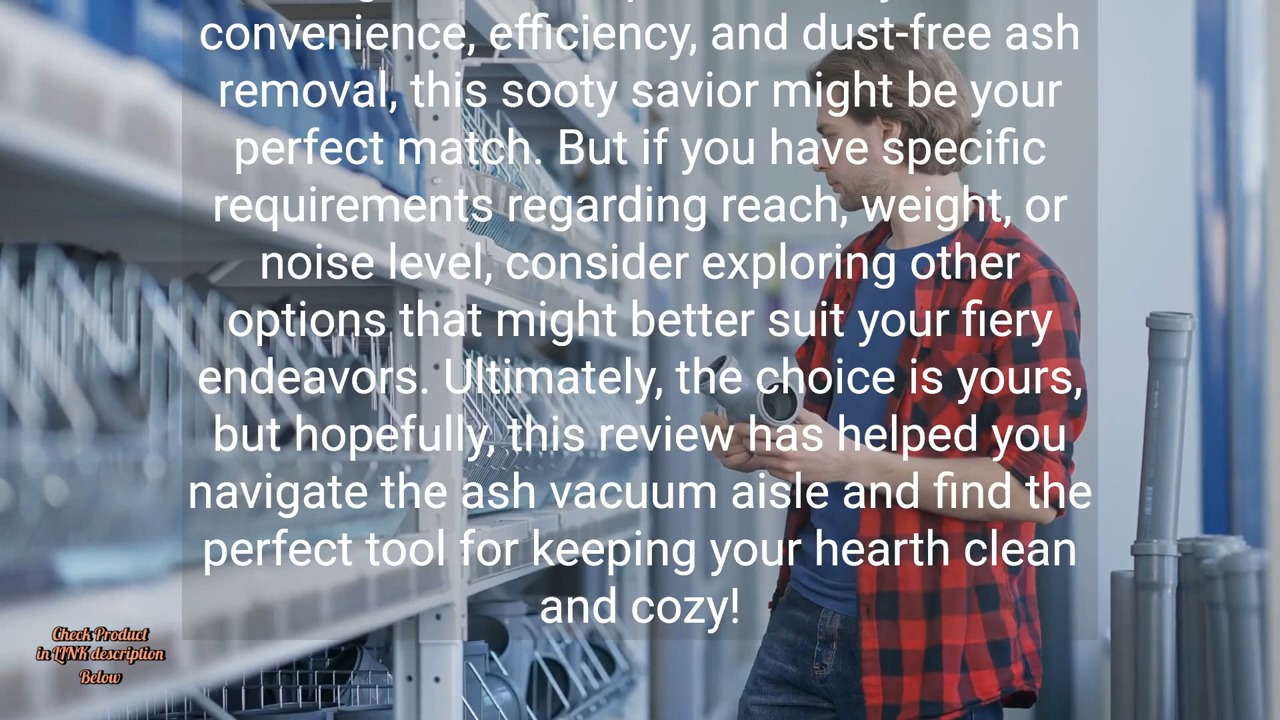 convenience, efficiency, and dust-free ash
removal, this sooty savior might be your
perfect match. But if you have specific
requirements regarding reach, weight, or
noise level, consider exploring other
options that might better suit your fiery
endeavors. Ultimately, the choice is yours,
but hopefully, this review has helped you
navigate the ash vacuum aisle and find the
perfect tool for keeping your hearth clean
and cozy!
Check Product
in LINK description
Below